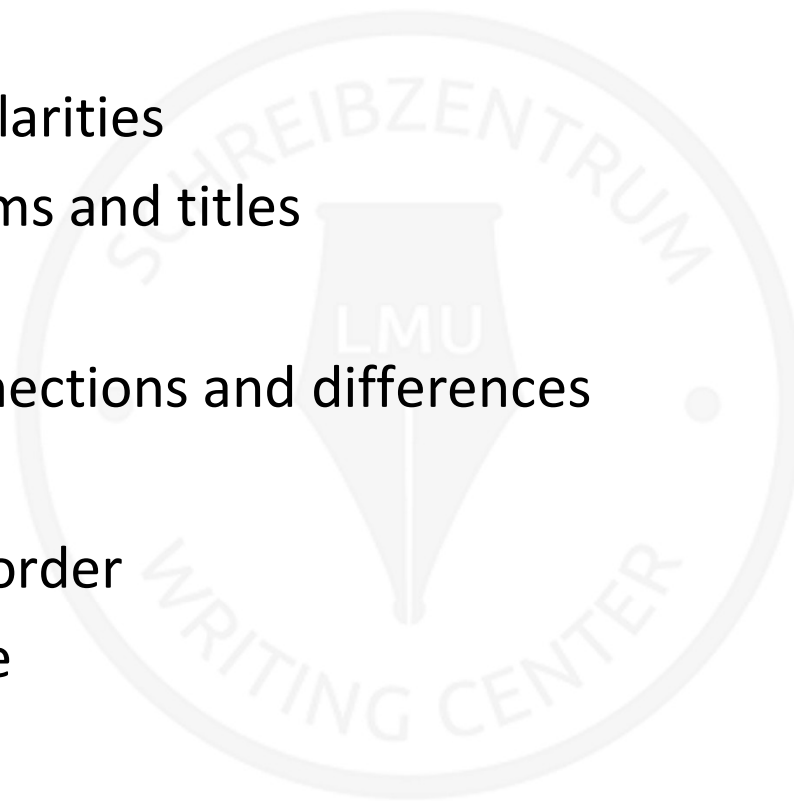 larities
SCHREIBZENTRUM
ms and titles
LMU
nections and differences
order
e
WRITING CENTER